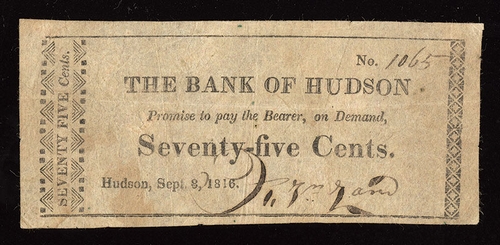 SEVENTY FIVE Cents.
No. 1065
THE BANK OF HUDSON
Promise to pay the Bearer, on Demand,
Seventy-five Cents.
Hudson, Sept. 8, 1816.